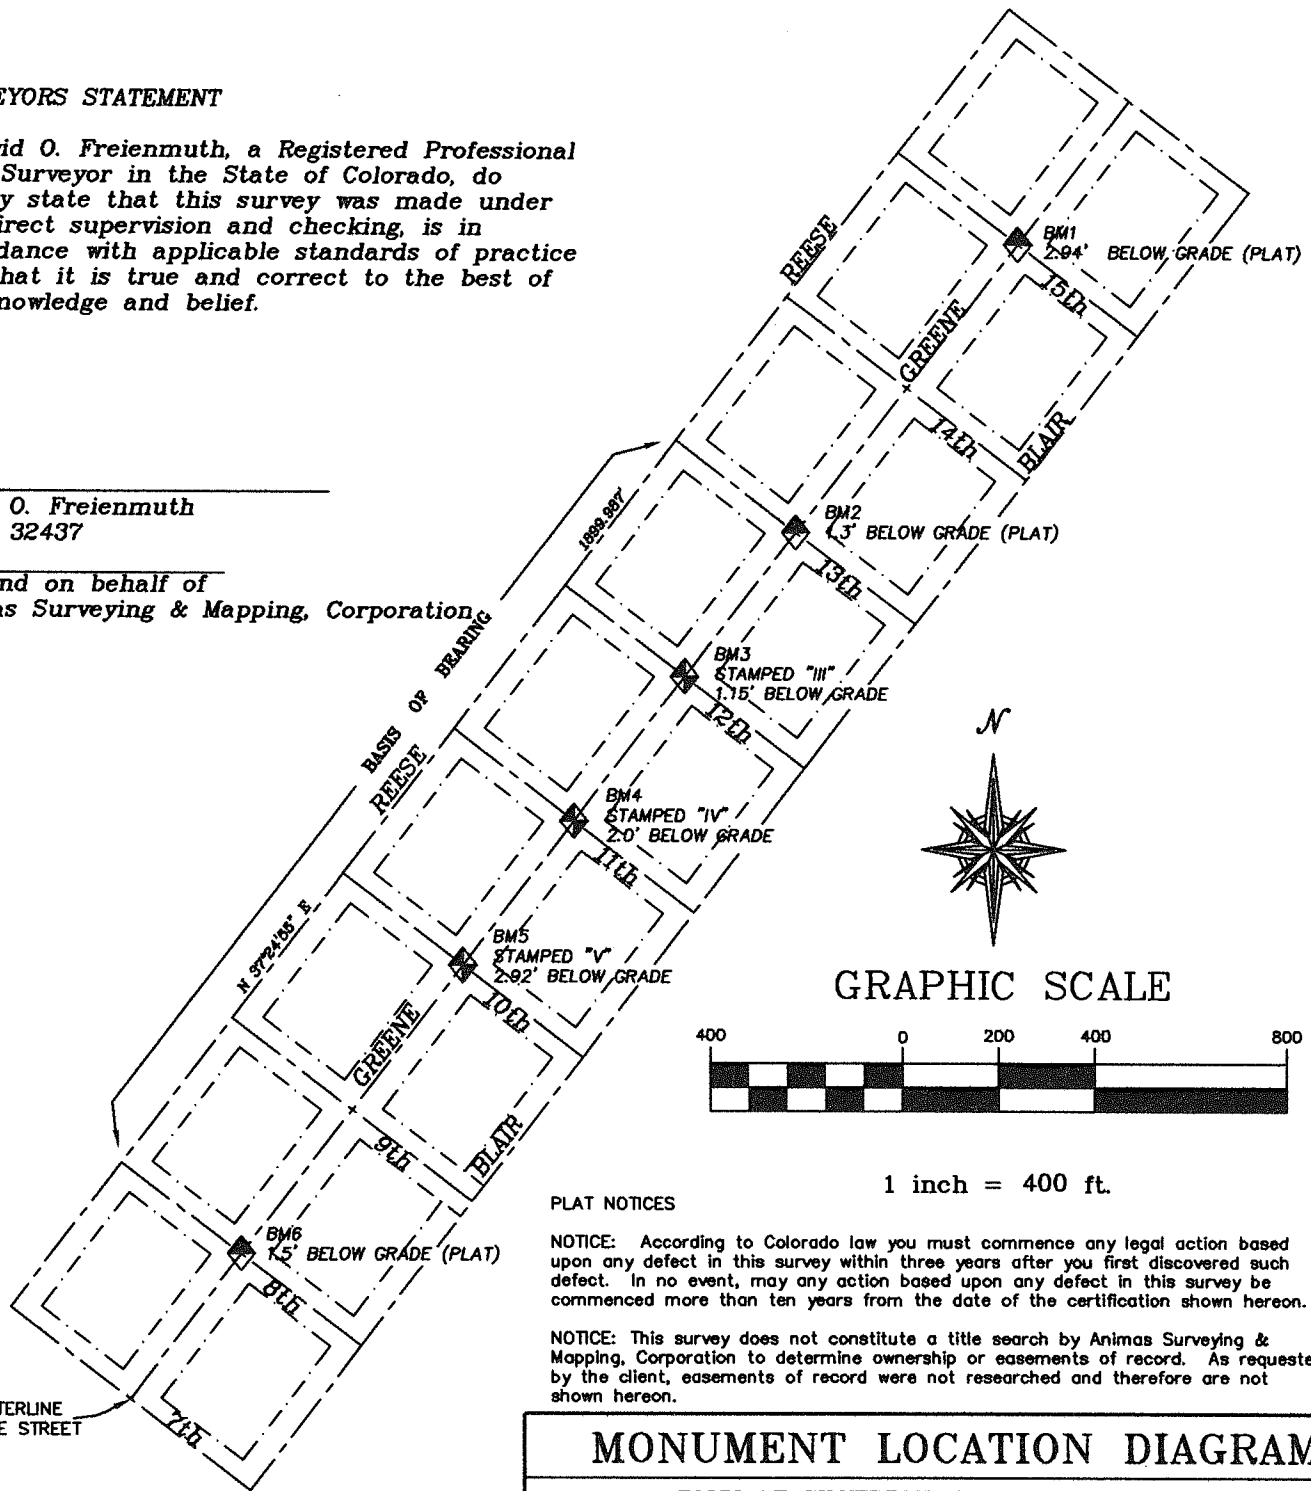 EYORS STATEMENT
id O. Freienmuth, a Registered Professional
Surveyor in the State of Colorado, do
y state that this survey was made under
irect supervision and checking, is in
dance with applicable standards of practice
hat it is true and correct to the best of
nowledge and belief.
O. Freienmuth
32437
nd on behalf of
as Surveying & Mapping, Corporation
REESE
BM1
2.94' BELOW GRADE (PLAT)
15th
GREENE
14th
BLAIR
1899.987'
BM2
1.3' BELOW GRADE (PLAT)
13th
BASIS OF BEARING
REESE
BM3
STAMPED "III"
1.15' BELOW GRADE
12th
BM4
STAMPED "IV"
2.0' BELOW GRADE
11th
N 37°24'55" E
BM5
STAMPED "V"
2.92' BELOW GRADE
10th
GREENE
9th
BLAIR
BM6
1.5' BELOW GRADE (PLAT)
8th
7th
TERLINE
E STREET
N
GRAPHIC SCALE
400 0 200 400 800
1 inch = 400 ft.
PLAT NOTICES
NOTICE: According to Colorado law you must commence any legal action based
upon any defect in this survey within three years after you first discovered such
defect. In no event, may any action based upon any defect in this survey be
commenced more than ten years from the date of the certification shown hereon.
NOTICE: This survey does not constitute a title search by Animas Surveying &
Mapping, Corporation to determine ownership or easements of record. As requeste
by the client, easements of record were not researched and therefore are not
shown hereon.
MONUMENT LOCATION DIAGRAM